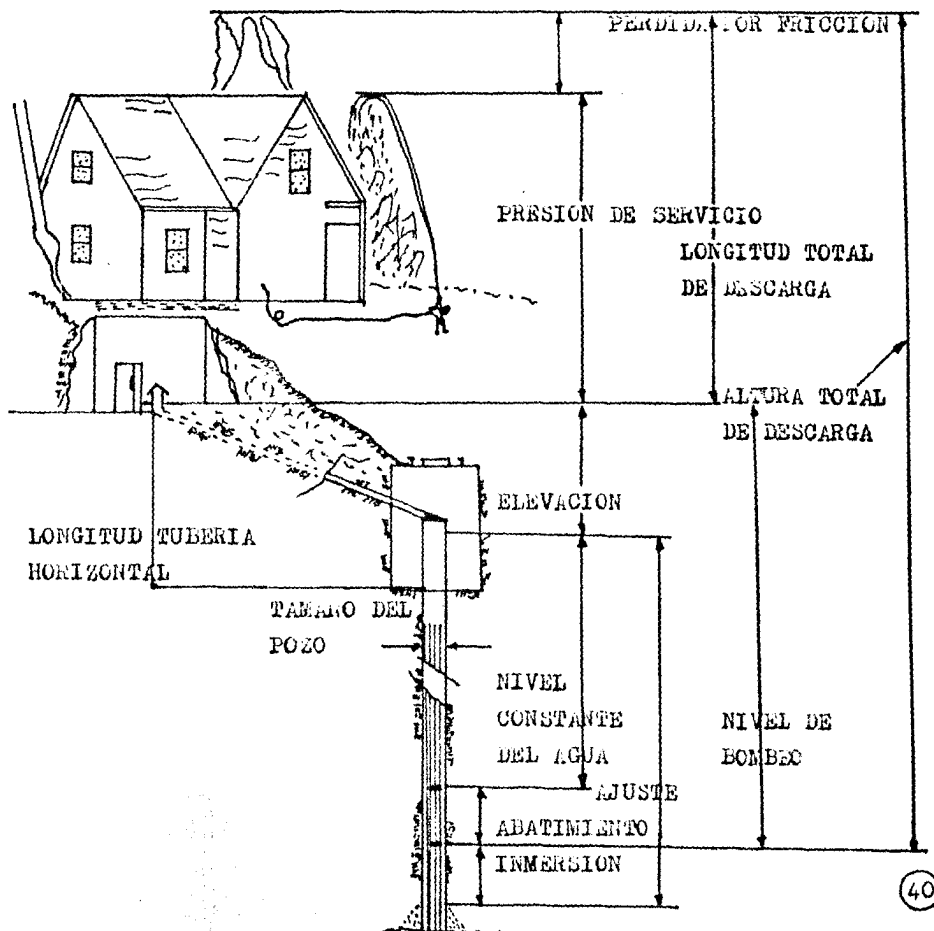 PERDIDA POR FRICCION
PRESION DE SERVICIO
LONGITUD TOTAL
DE DESCARGA
ALTURA TOTAL
DE DESCARGA
ELEVACION
LONGITUD TUBERIA
HORIZONTAL
TAMAÑO DEL
POZO
NIVEL
CONSTANTE
DEL AGUA
NIVEL DE
BOMBEO
AJUSTE
ABATIMIENTO
INMERSION
40